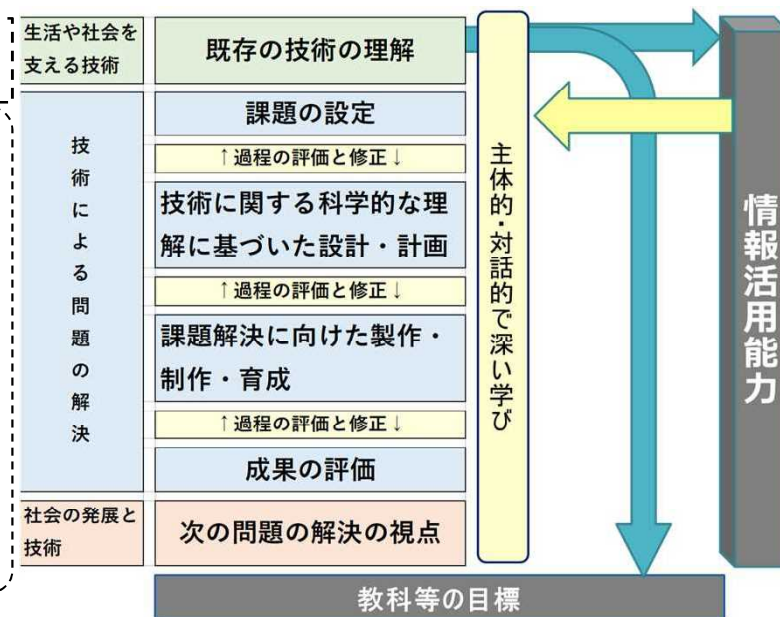 生活や社会を
支える技術
既存の技術の理解
技術による問題の解決
課題の設定
↑過程の評価と修正↓
技術に関する科学的な理
解に基づいた設計・計画
↑過程の評価と修正↓
課題解決に向けた製作・
制作・育成
↑過程の評価と修正↓
成果の評価
社会の発展と
技術
次の問題の解決の視点
主体的・対話的で深い学び
情報活用能力
教科等の目標